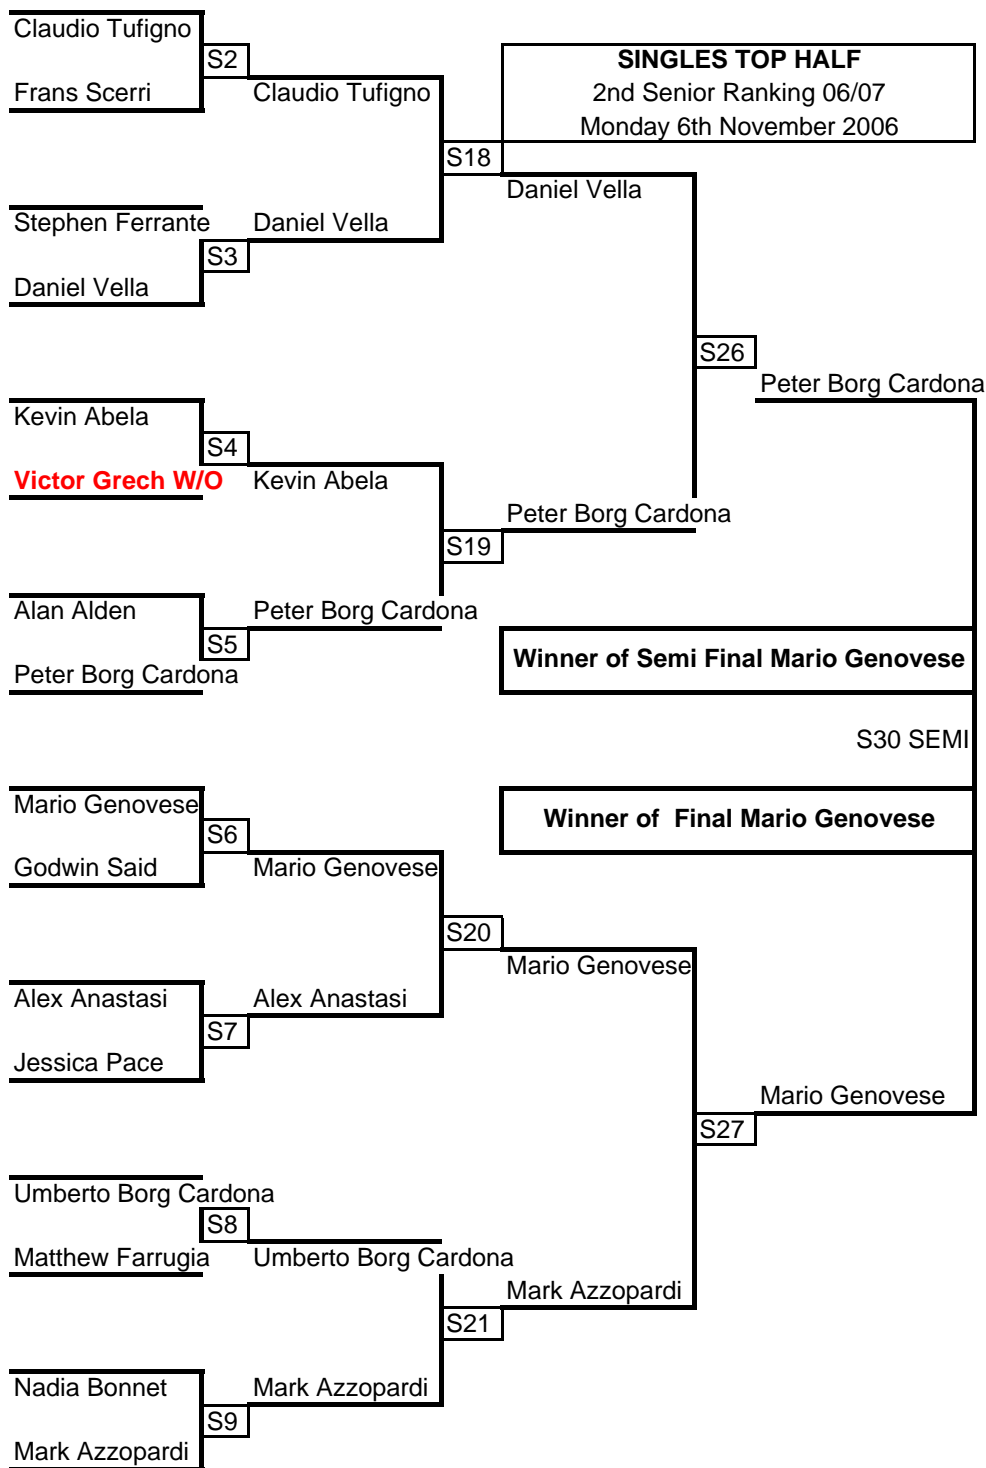 Claudio Tufigno
S2
SINGLES TOP HALF
Frans Scerri
Claudio Tufigno
2nd Senior Ranking 06/07
Monday 6th November 2006
S18
Daniel Vella
Stephen Ferrante
Daniel Vella
S3
Daniel Vella
S26
Peter Borg Cardona
Kevin Abela
S4
Victor Grech W/O
Kevin Abela
Peter Borg Cardona
S19
Alan Alden
Peter Borg Cardona
S5
Winner of Semi Final Mario Genovese
Peter Borg Cardona
S30 SEMI
Mario Genovese
S6
Winner of  Final Mario Genovese
Godwin Said
Mario Genovese
S20
Mario Genovese
Alex Anastasi
Alex Anastasi
S7
Jessica Pace
Mario Genovese
S27
Umberto Borg Cardona
S8
Matthew Farrugia
Umberto Borg Cardona
Mark Azzopardi
S21
Nadia Bonnet
Mark Azzopardi
S9
Mark Azzopardi